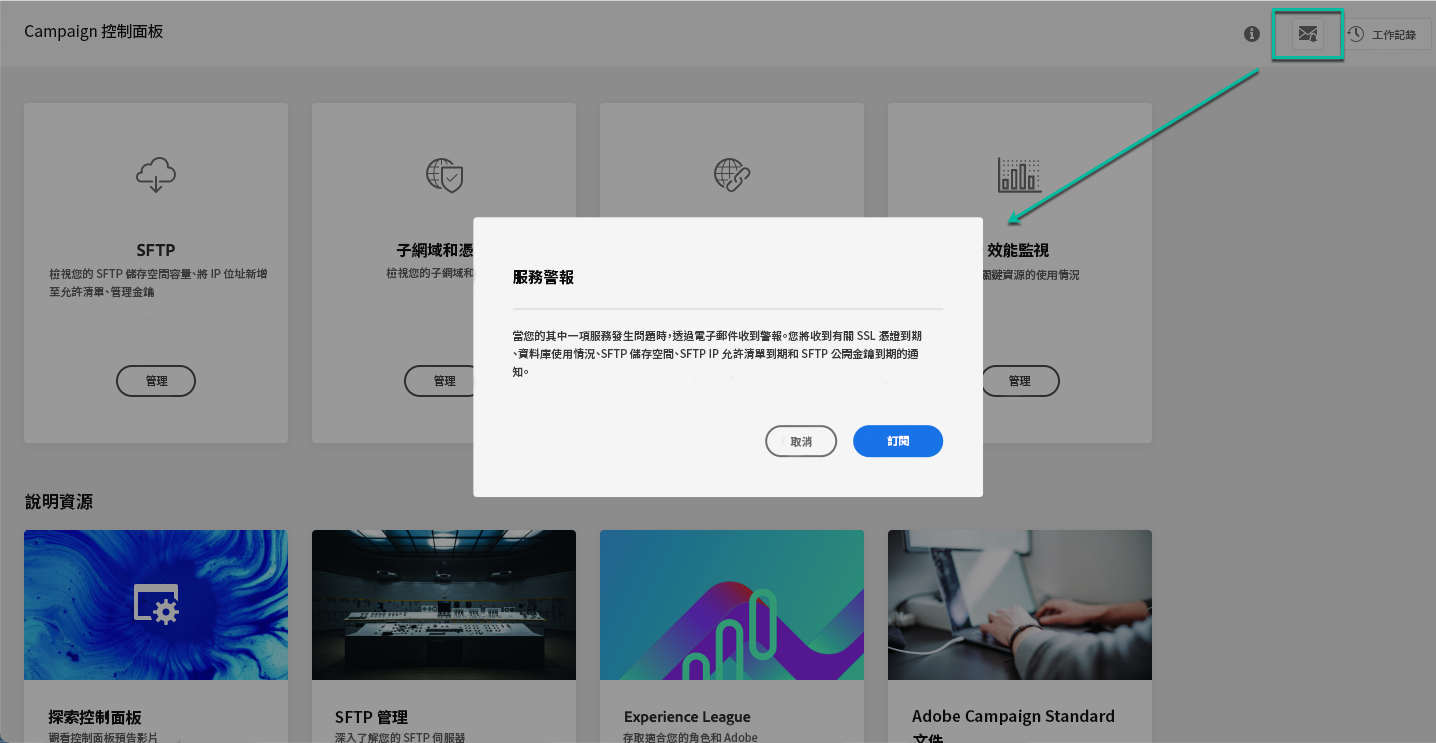 Campaign 控制面板
工作記錄
SFTP
檢視您的 SFTP 儲存空間容量、將 IP 位址新增
至允許清單、管理金鑰
管理
子網域和憑
檢視您的子網域和
管理
效能監視
關鍵資源的使用情況
管理
服務警報
當您的其中一項服務發生問題時，透過電子郵件收到警報。您將收到有關 SSL 憑證到期
、資料庫使用情況、SFTP 儲存空間、SFTP IP 允許清單到期和 SFTP 公開金鑰到期的通
知。
取消
訂閱
說明資源
探索控制面板
觀看控制面板預告影片
SFTP 管理
深入了解您的 SFTP 伺服器
Experience League
存取適合您的角色和 Adobe
Adobe Campaign Standard
文件